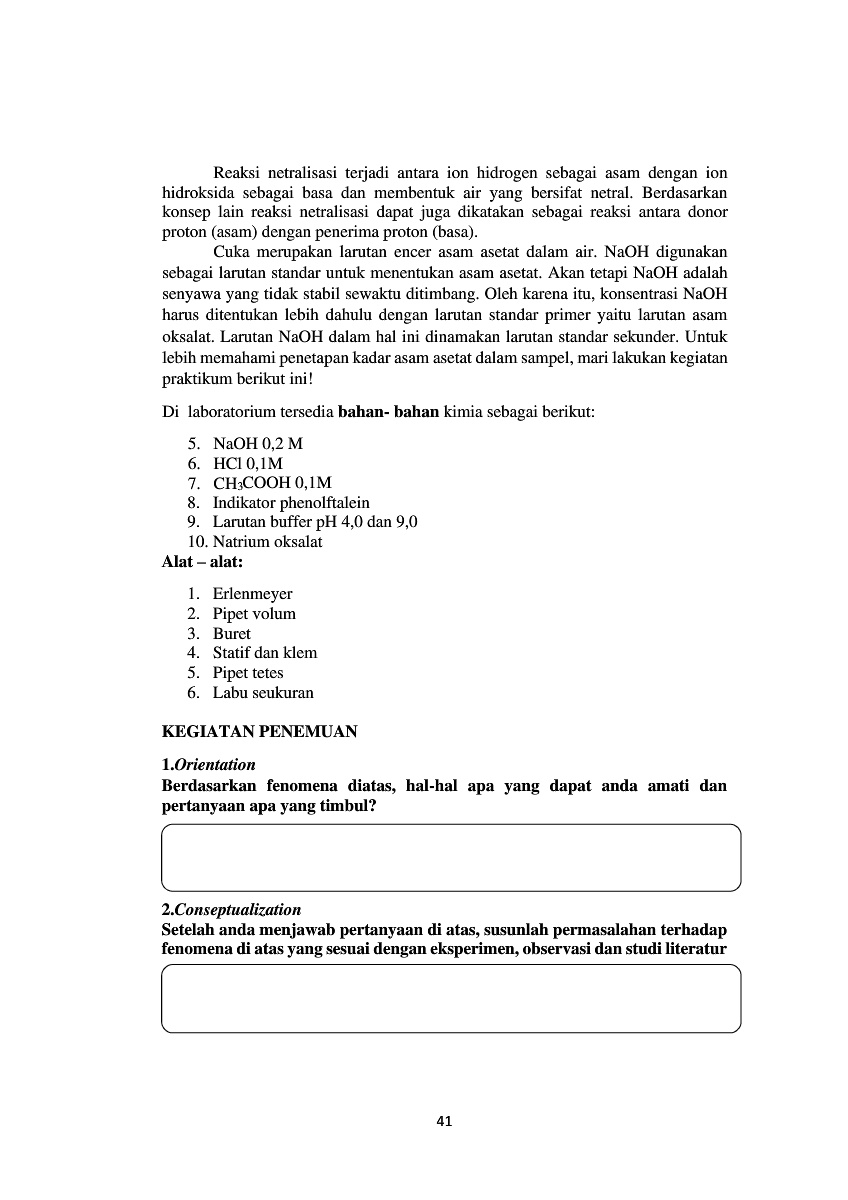 Reaksi netralisasi terjadi antara ion hidrogen sebagai asam dengan ion
hidroksida sebagai basa dan membentuk air yang bersifat netral. Berdasarkan
konsep lain reaksi netralisasi dapat juga dikatakan sebagai reaksi antara donor
proton (asam) dengan penerima proton (basa).
Cuka merupakan larutan encer asam asetat dalam air. NaOH digunakan
sebagai larutan standar untuk menentukan asam asetat. Akan tetapi NaOH adalah
senyawa yang tidak stabil sewaktu ditimbang. Oleh karena itu, konsentrasi NaOH
harus ditentukan lebih dahulu dengan larutan standar primer yaitu larutan asam
oksalat. Larutan NaOH dalam hal ini dinamakan larutan standar sekunder. Untuk
lebih memahami penetapan kadar asam asetat dalam sampel, mari lakukan kegiatan
praktikum berikut ini!
Di laboratorium tersedia bahan- bahan kimia sebagai berikut:
5. NaOH 0,2 M
6. HCl 0,1M
7. CH3COOH 0,1M
8. Indikator phenolftalein
9. Larutan buffer pH 4,0 dan 9,0
10. Natrium oksalat
Alat – alat:
1. Erlenmeyer
2. Pipet volum
3. Buret
4. Statif dan klem
5. Pipet tetes
6. Labu seukuran
KEGIATAN PENEMUAN
1.Orientation
Berdasarkan fenomena diatas, hal-hal apa yang dapat anda amati dan
pertanyaan apa yang timbul?
2.Conseptualization
Setelah anda menjawab pertanyaan di atas, susunlah permasalahan terhadap
fenomena di atas yang sesuai dengan eksperimen, observasi dan studi literatur
41